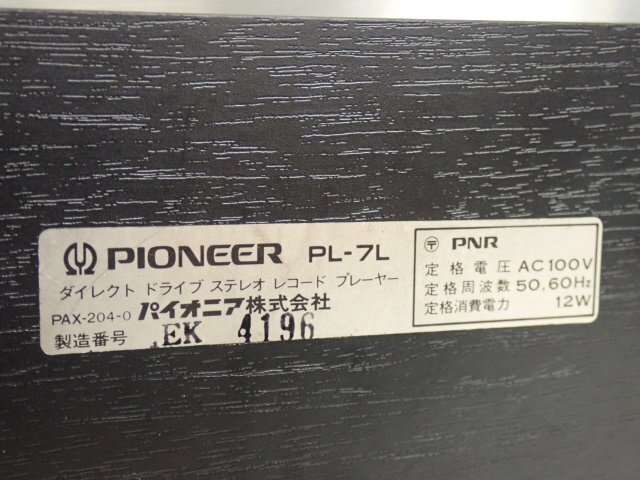 PIONEER PL-7L
ダイレクト ドライブ ステレオ レコード プレーヤー
PAX-204-0 パイオニア株式会社
製造番号 EK 4196
〒 PNR
定格電圧 AC100V
定格周波数 50.60Hz
定格消費電力 12W